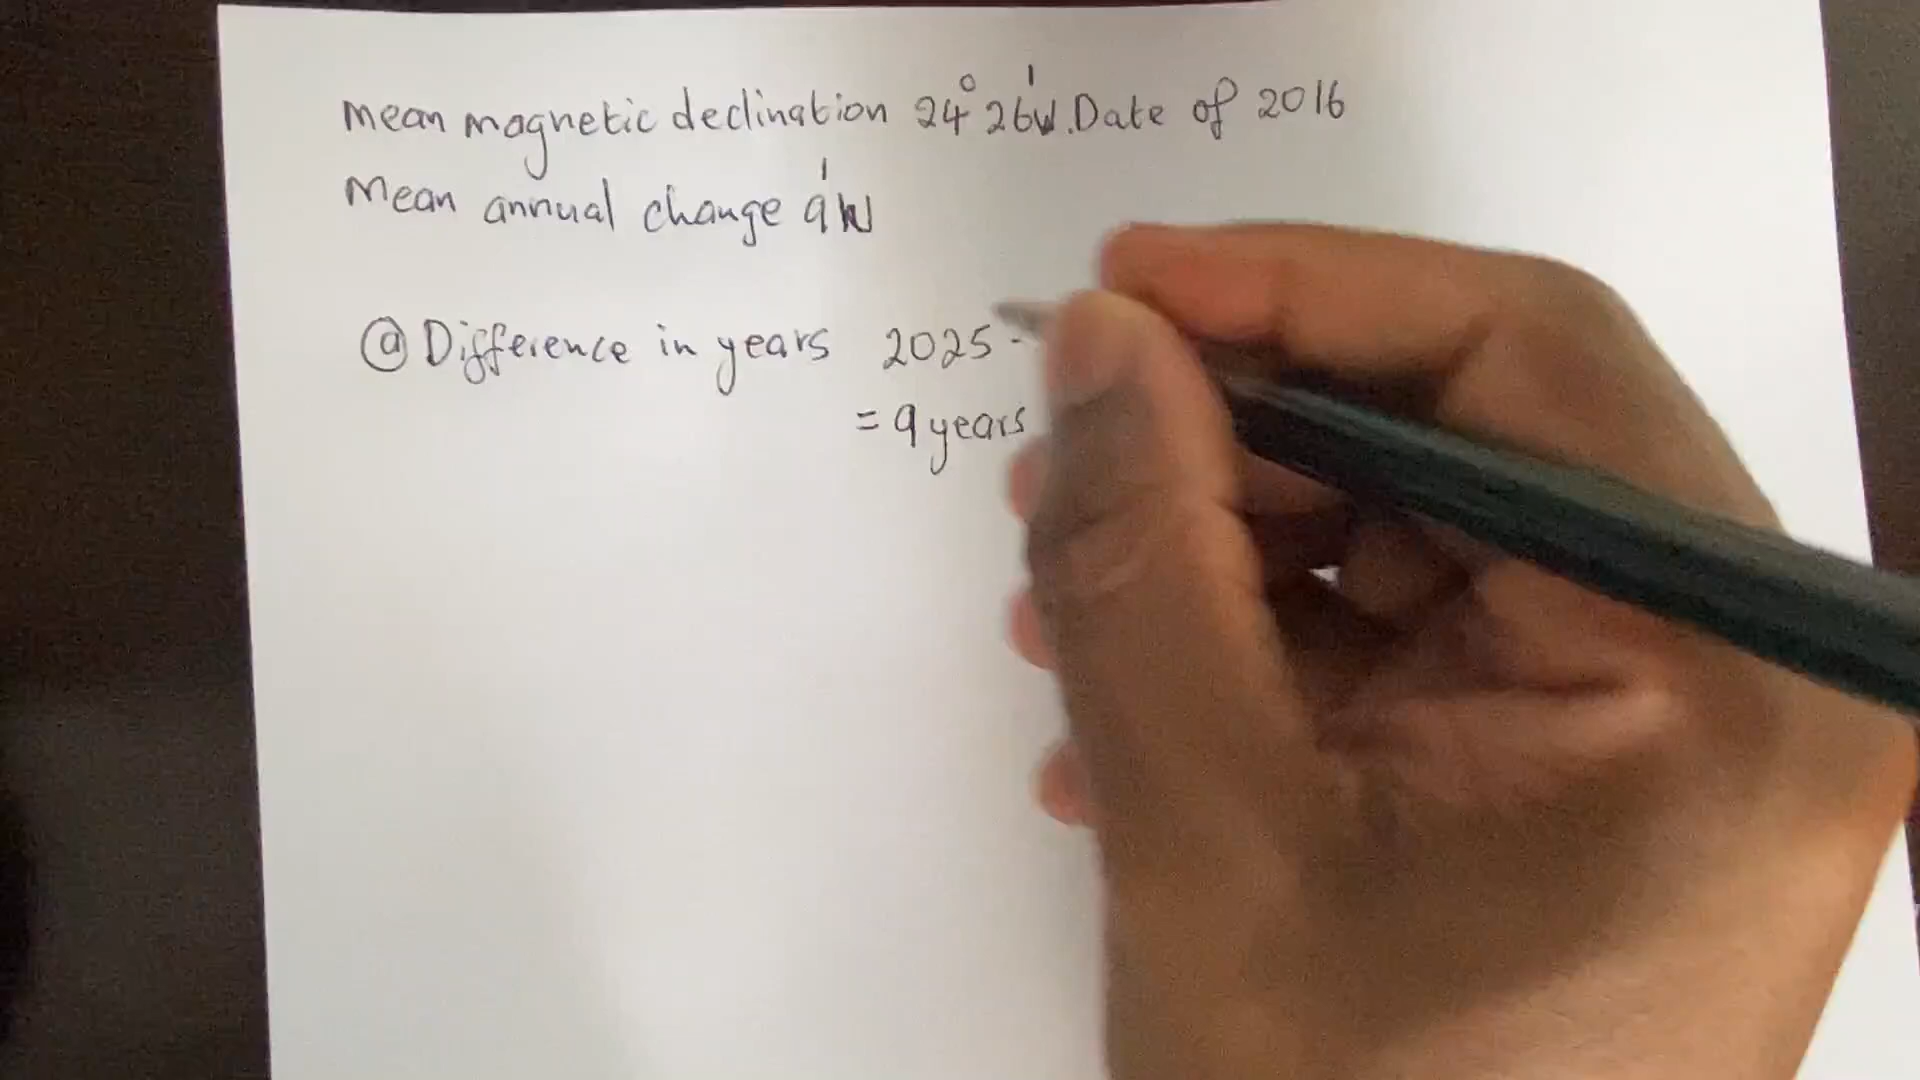 Mean magnetic declination 24° 26'W. Date of 2016
Mean annual change 9'W
ⓐ Difference in years 2025 -
= 9 years